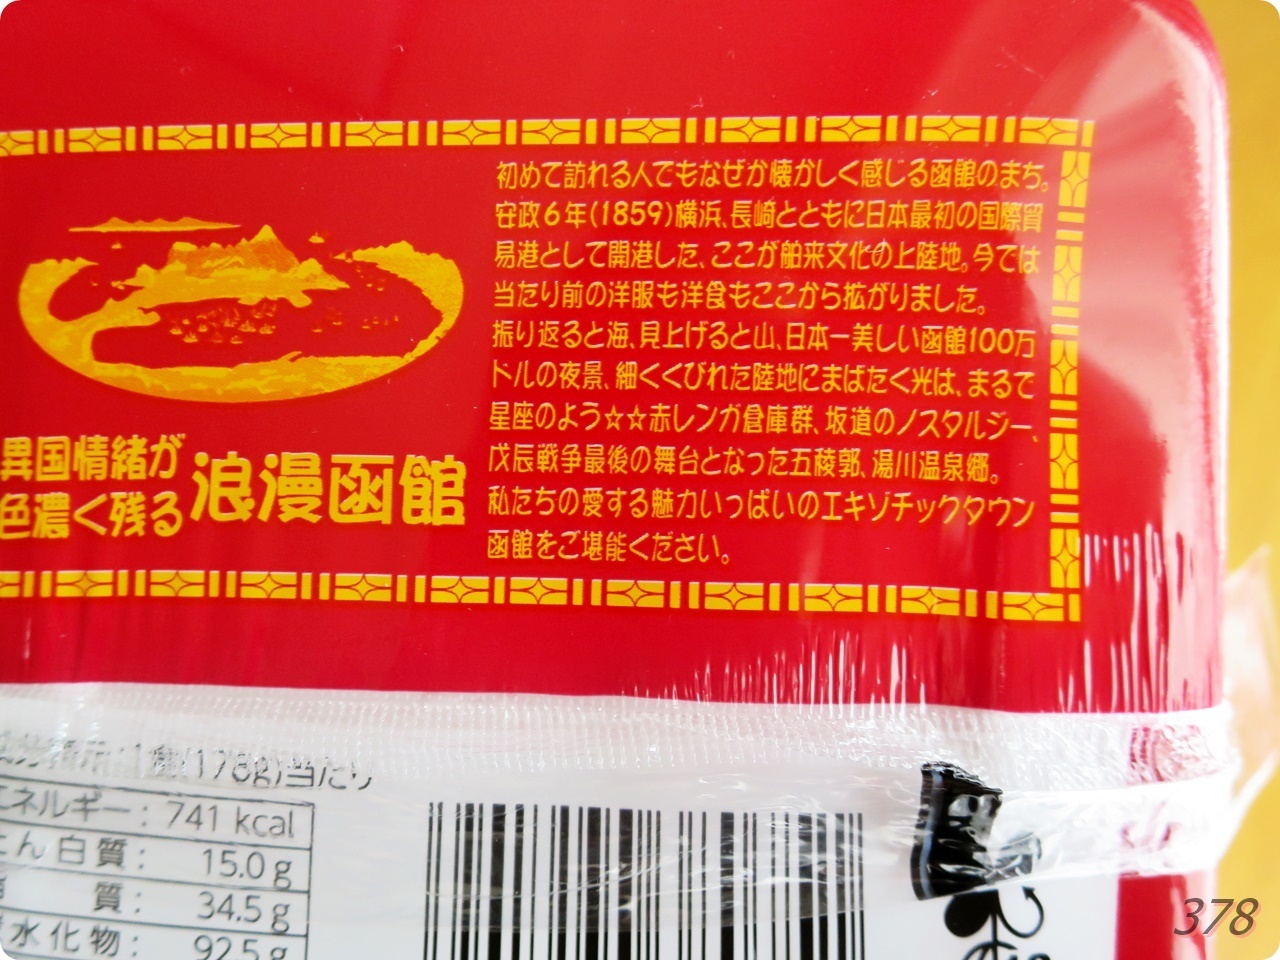 初めて訪れる人でもなぜか懐かしく感じる函館のまち。
安政6年(1859)横浜、長崎とともに日本最初の国際貿
易港として開港した、ここが舶来文化の上陸地。今では
当たり前の洋服も洋食もここから拡がりました。
振り返ると海、見上げると山、日本一美しい函館100万
ドルの夜景、細くくびれた陸地にまばたく光は、まるで
星座のよう☆☆赤レンガ倉庫群、坂道のノスタルジー、
戊辰戦争最後の舞台となった五稜郭、湯川温泉郷。
私たちの愛する魅力いっぱいのエキゾチックタウン
函館をご堪能ください。
異国情緒が
色濃く残る
浪漫函館
1食(178g)当たり
エネルギー: 741 kcal
たん白質: 15.0g
質: 34.5g
水化物: 92.5g
378